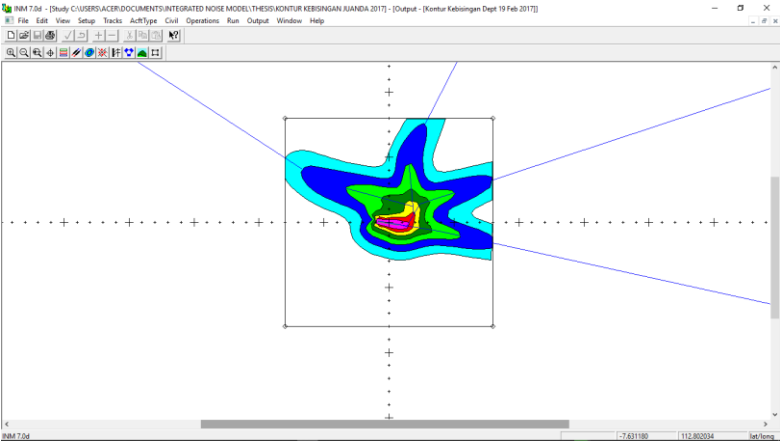 INM 7.0d - [Study C:\USERS\ACER\DOCUMENTS\INTEGRATED NOISE MODEL\THESIS\KONTUR KEBISINGAN JUANDA 2017] - [Output - [Kontur Kebisingan Dept 19 Feb 2017]]
File Edit View Setup Tracks AcftType Civil Operations Run Output Window Help
INM 7.0d -7.631180 112.802034 lat/long